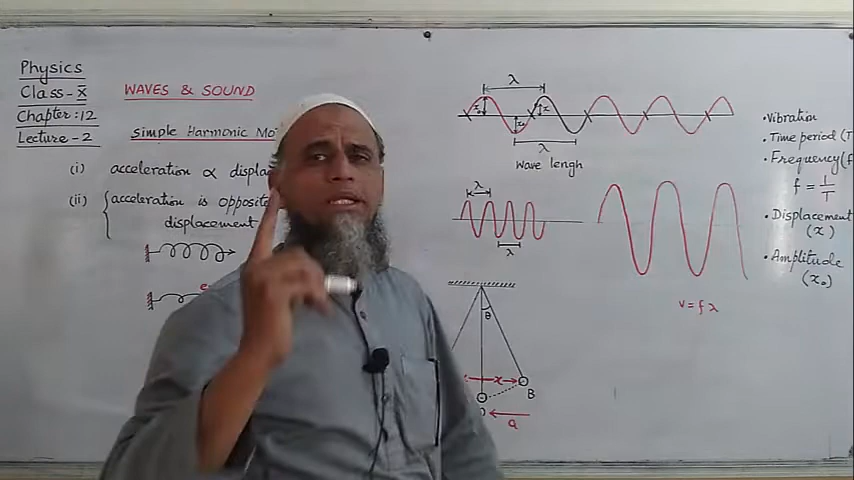 Physics
Class-X
Chapter:12
Lecture-2
WAVES & SOUND
Simple Harmonic Mo
(i) acceleration ∝ displa
(ii) acceleration is opposite
displacement
λ
x
x₀
x
λ
Wave lengh
λ
λ
v = f λ
θ
x
B
a
• Vibration
• Time period (T
• Frequency (f
f = 1/T
• Displacement
(x)
• Amplitude
(x₀)